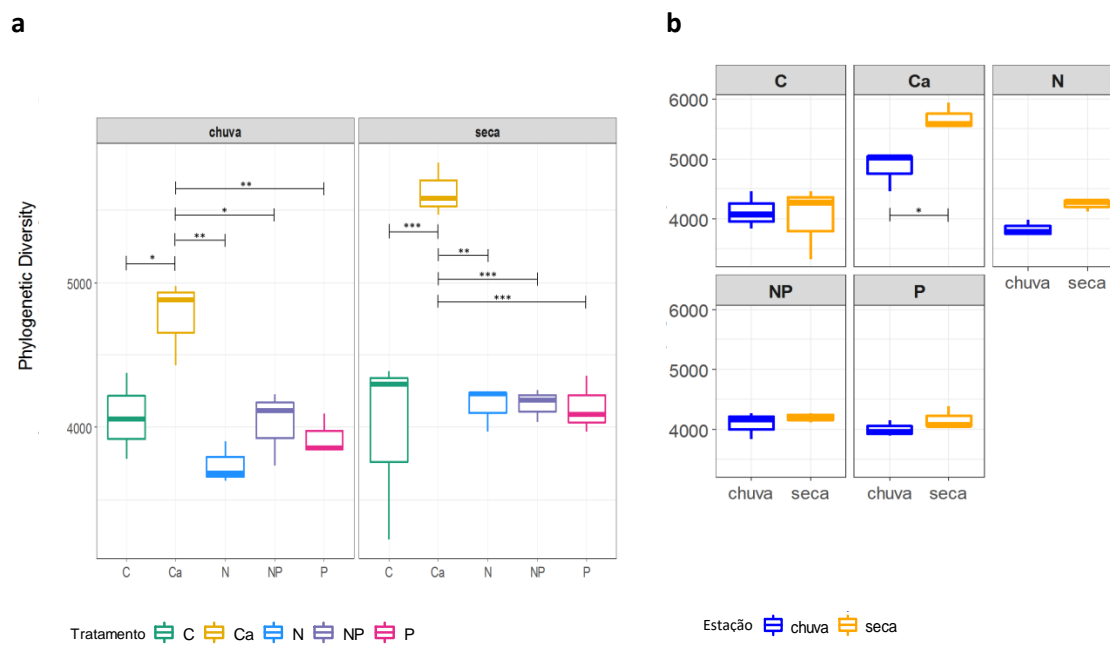 a
b
chuva
seca
Phylogenetic Diversity
5000
4000
**
*
**
*
***
**
***
***
C Ca N NP P
C Ca N NP P
Tratamento C Ca N NP P
C Ca N
6000
5000
4000
*
chuva seca
NP P
6000
5000
4000
chuva seca chuva seca
Estação chuva seca